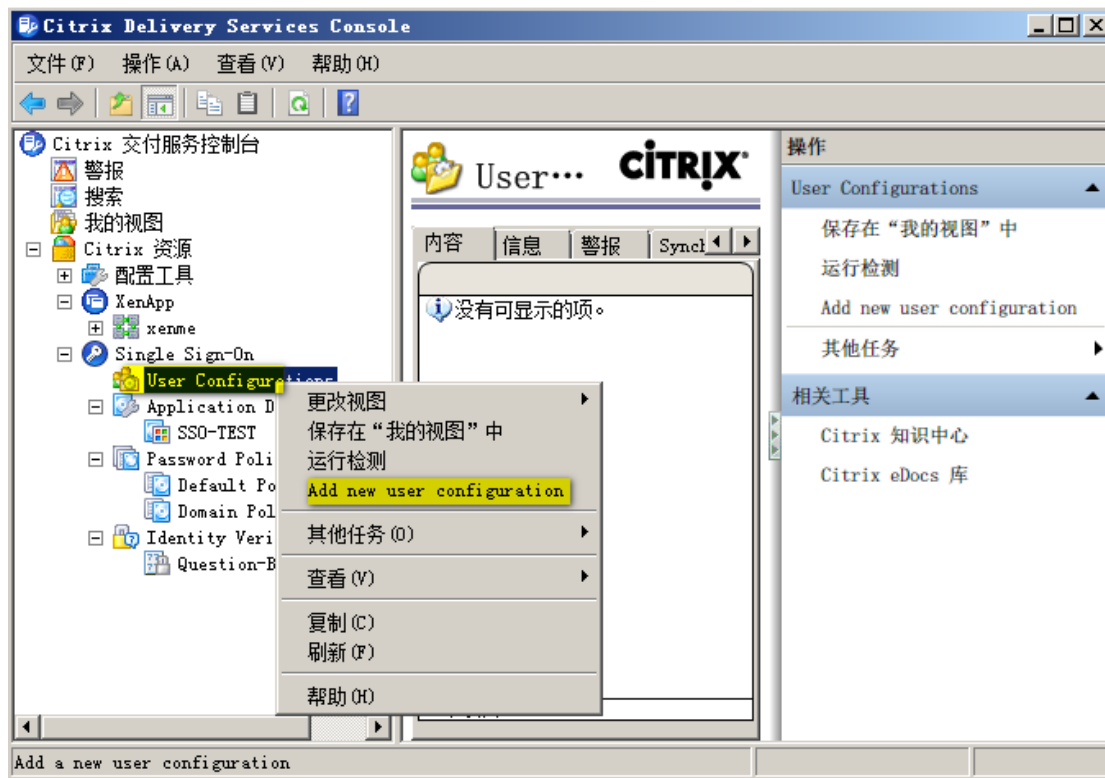 Citrix Delivery Services Console
文件(F) 操作(A) 查看(V) 帮助(H)
Citrix 交付服务控制台
警报
搜索
我的视图
Citrix 资源
配置工具
XenApp
xenme
Single Sign-On
User Configurations
Application D
SSO-TEST
Password Poli
Default Po
Domain Pol
Identity Veri
Question-B
更改视图
保存在“我的视图”中
运行检测
Add new user configuration
其他任务(O)
查看(V)
复制(C)
刷新(F)
帮助(H)
User...
CITRIX
内容 信息 警报 Synch
没有可显示的项。
操作
User Configurations
保存在“我的视图”中
运行检测
Add new user configuration
其他任务
相关工具
Citrix 知识中心
Citrix eDocs 库
Add a new user configuration